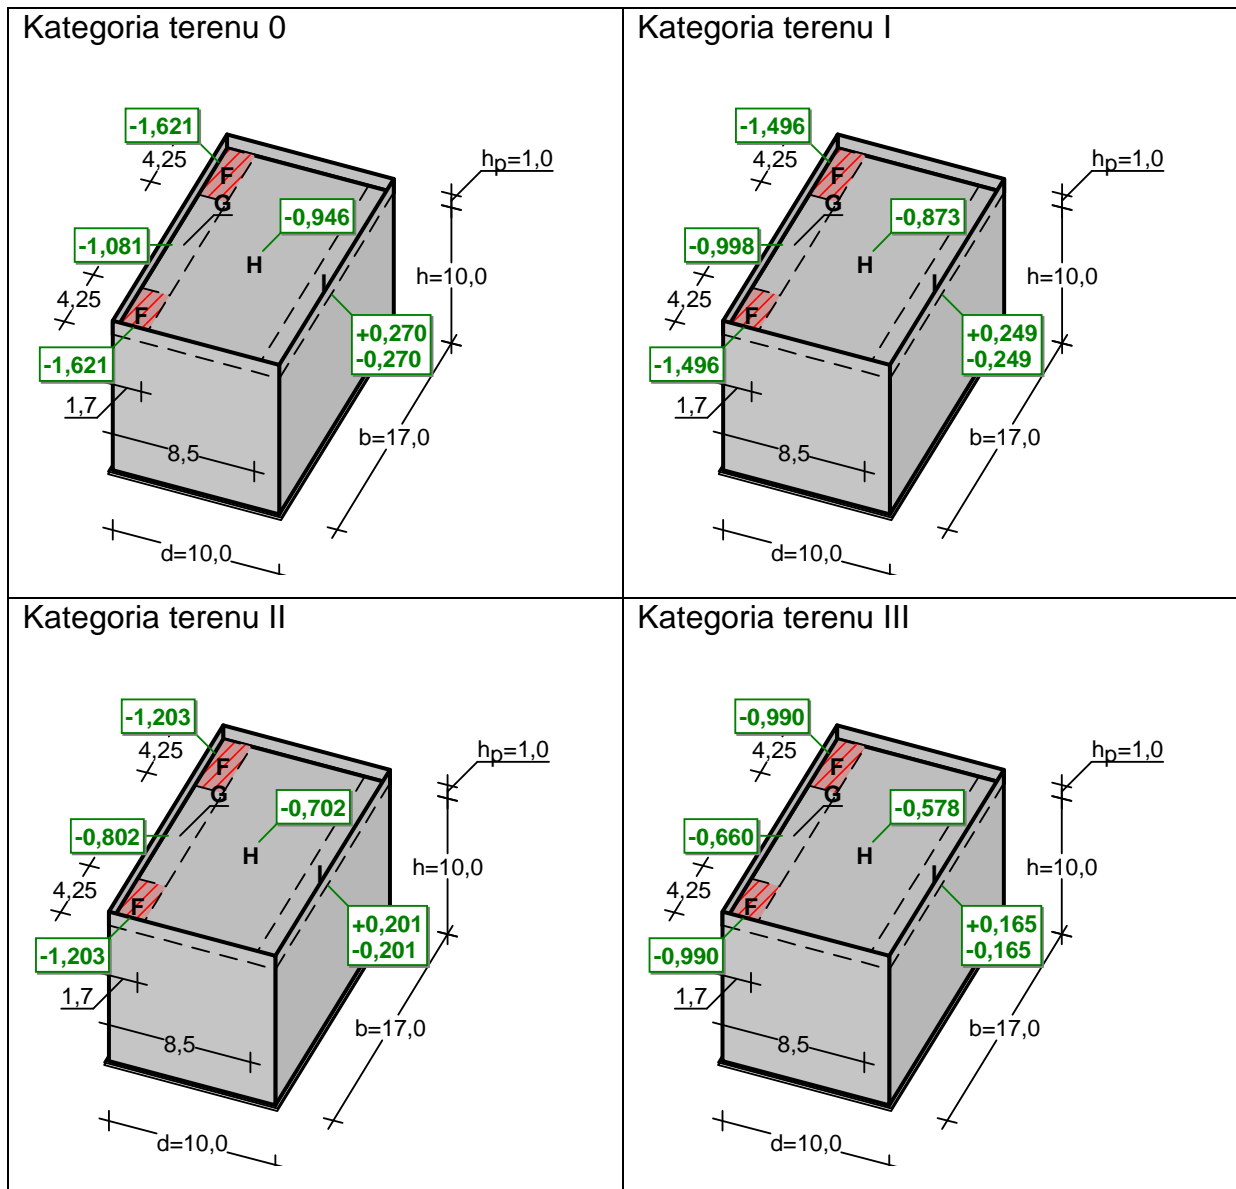 Kategoria terenu 0
-1,621
4,25
hp=1,0
F
G
-0,946
-1,081
H
I
h=10,0
4,25
F
+0,270
-0,270
-1,621
1,7
b=17,0
8,5
d=10,0
Kategoria terenu I
-1,496
4,25
hp=1,0
F
G
-0,873
-0,998
H
I
h=10,0
4,25
F
+0,249
-0,249
-1,496
1,7
b=17,0
8,5
d=10,0
Kategoria terenu II
-1,203
4,25
hp=1,0
F
G
-0,702
-0,802
H
I
h=10,0
4,25
F
+0,201
-0,201
-1,203
1,7
b=17,0
8,5
d=10,0
Kategoria terenu III
-0,990
4,25
hp=1,0
F
G
-0,578
-0,660
H
I
h=10,0
4,25
F
+0,165
-0,165
-0,990
1,7
b=17,0
8,5
d=10,0